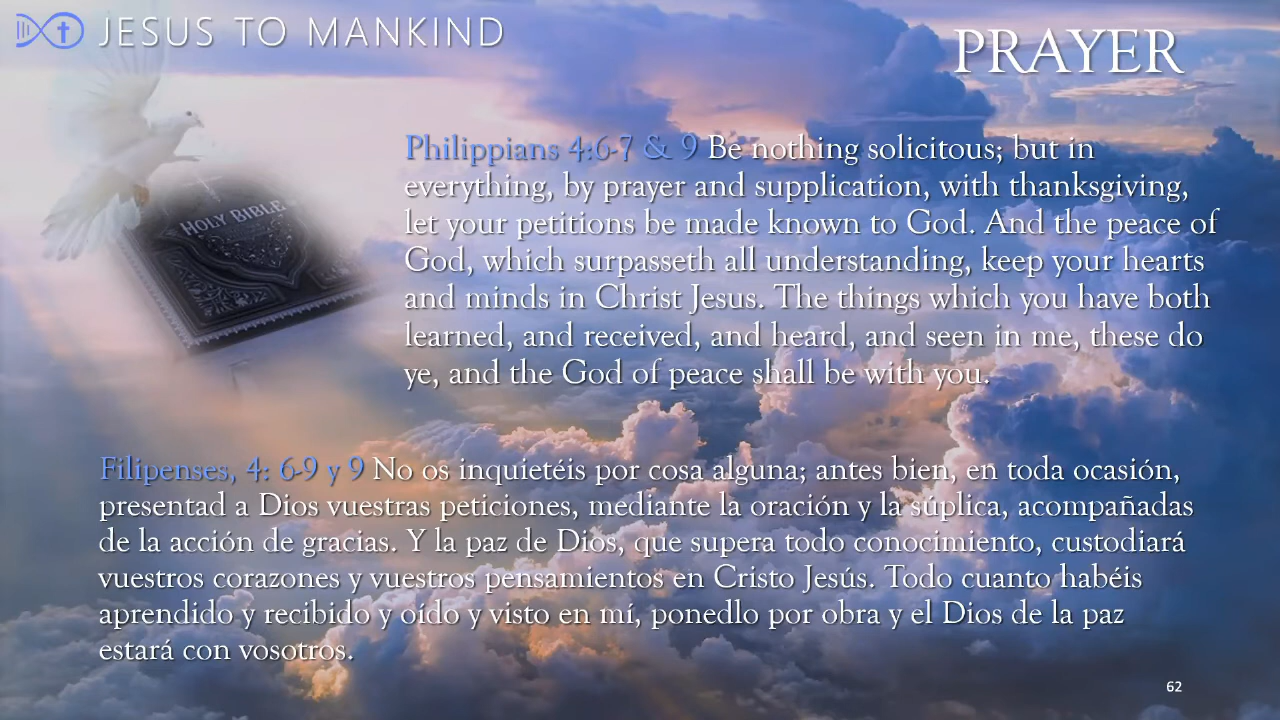 JESUS TO MANKIND
PRAYER
HOLY BIBLE
Philippians 4:6-7 & 9 Be nothing solicitous; but in
everything, by prayer and supplication, with thanksgiving,
let your petitions be made known to God. And the peace of
God, which surpasseth all understanding, keep your hearts
and minds in Christ Jesus. The things which you have both
learned, and received, and heard, and seen in me, these do
ye, and the God of peace shall be with you.
Filipenses, 4: 6-9 y 9 No os inquietéis por cosa alguna; antes bien, en toda ocasión,
presentad a Dios vuestras peticiones, mediante la oración y la súplica, acompañadas
de la acción de gracias. Y la paz de Dios, que supera todo conocimiento, custodiará
vuestros corazones y vuestros pensamientos en Cristo Jesús. Todo cuanto habéis
aprendido y recibido y oído y visto en mí, ponedlo por obra y el Dios de la paz
estará con vosotros.
62